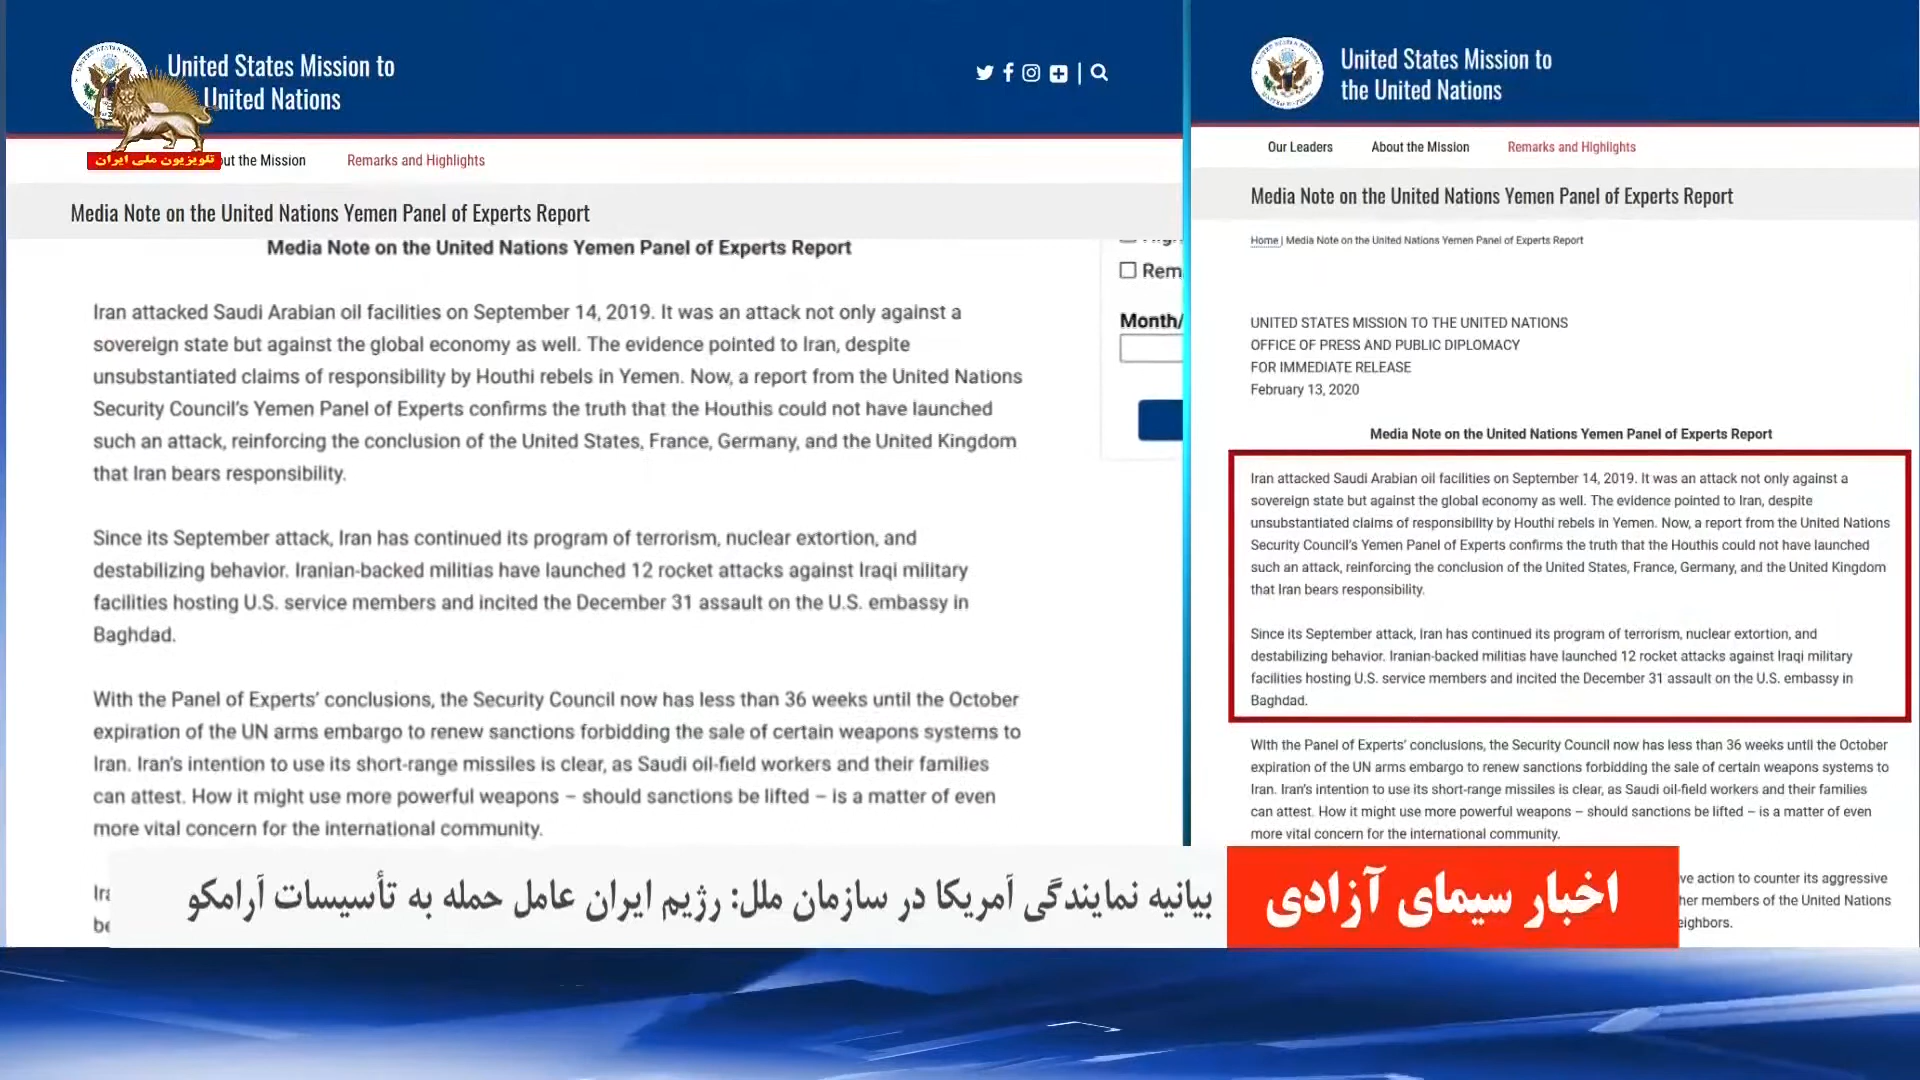 United States Mission to
United Nations
تلویزیون ملی ایران
out the Mission
Remarks and Highlights
Media Note on the United Nations Yemen Panel of Experts Report
Media Note on the United Nations Yemen Panel of Experts Report
Iran attacked Saudi Arabian oil facilities on September 14, 2019. It was an attack not only against a
sovereign state but against the global economy as well. The evidence pointed to Iran, despite
unsubstantiated claims of responsibility by Houthi rebels in Yemen. Now, a report from the United Nations
Security Council's Yemen Panel of Experts confirms the truth that the Houthis could not have launched
such an attack, reinforcing the conclusion of the United States, France, Germany, and the United Kingdom
that Iran bears responsibility.
Since its September attack, Iran has continued its program of terrorism, nuclear extortion, and
destabilizing behavior. Iranian-backed militias have launched 12 rocket attacks against Iraqi military
facilities hosting U.S. service members and incited the December 31 assault on the U.S. embassy in
Baghdad.
With the Panel of Experts' conclusions, the Security Council now has less than 36 weeks until the October
expiration of the UN arms embargo to renew sanctions forbidding the sale of certain weapons systems to
Iran. Iran's intention to use its short-range missiles is clear, as Saudi oil-field workers and their families
can attest. How it might use more powerful weapons – should sanctions be lifted – is a matter of even
more vital concern for the international community.
Rem
Month/
United States Mission to
the United Nations
Our Leaders
About the Mission
Remarks and Highlights
Media Note on the United Nations Yemen Panel of Experts Report
Home | Media Note on the United Nations Yemen Panel of Experts Report
UNITED STATES MISSION TO THE UNITED NATIONS
OFFICE OF PRESS AND PUBLIC DIPLOMACY
FOR IMMEDIATE RELEASE
February 13, 2020
Media Note on the United Nations Yemen Panel of Experts Report
Iran attacked Saudi Arabian oil facilities on September 14, 2019. It was an attack not only against a
sovereign state but against the global economy as well. The evidence pointed to Iran, despite
unsubstantiated claims of responsibility by Houthi rebels in Yemen. Now, a report from the United Nations
Security Council's Yemen Panel of Experts confirms the truth that the Houthis could not have launched
such an attack, reinforcing the conclusion of the United States, France, Germany, and the United Kingdom
that Iran bears responsibility.
Since its September attack, Iran has continued its program of terrorism, nuclear extortion, and
destabilizing behavior. Iranian-backed militias have launched 12 rocket attacks against Iraqi military
facilities hosting U.S. service members and incited the December 31 assault on the U.S. embassy in
Baghdad.
With the Panel of Experts' conclusions, the Security Council now has less than 36 weeks until the October
expiration of the UN arms embargo to renew sanctions forbidding the sale of certain weapons systems to
Iran. Iran's intention to use its short-range missiles is clear, as Saudi oil-field workers and their families
can attest. How it might use more powerful weapons – should sanctions be lifted – is a matter of even
more vital concern for the international community.
ve action to counter its aggressive
her members of the United Nations
eighbors.
اخبار سیمای آزادی
بیانیه نمایندگی آمریکا در سازمان ملل: رژیم ایران عامل حمله به تأسیسات آرامکو